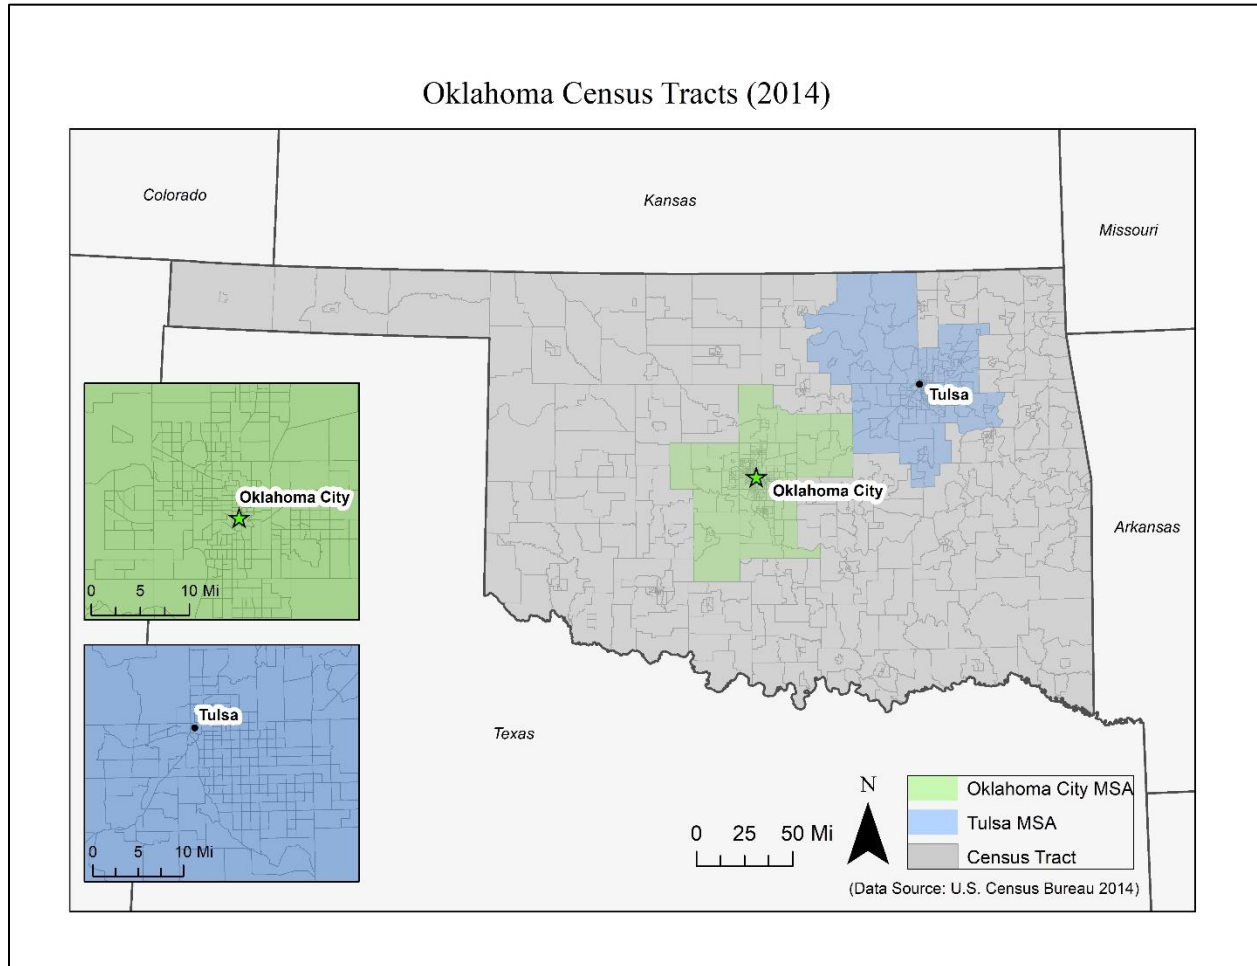 Oklahoma Census Tracts (2014)
Colorado
Kansas
Missouri
Tulsa
Oklahoma City
Arkansas
Oklahoma City
0 5 10 Mi
Tulsa
0 5 10 Mi
Texas
N
0 25 50 Mi
Oklahoma City MSA
Tulsa MSA
Census Tract
(Data Source: U.S. Census Bureau 2014)